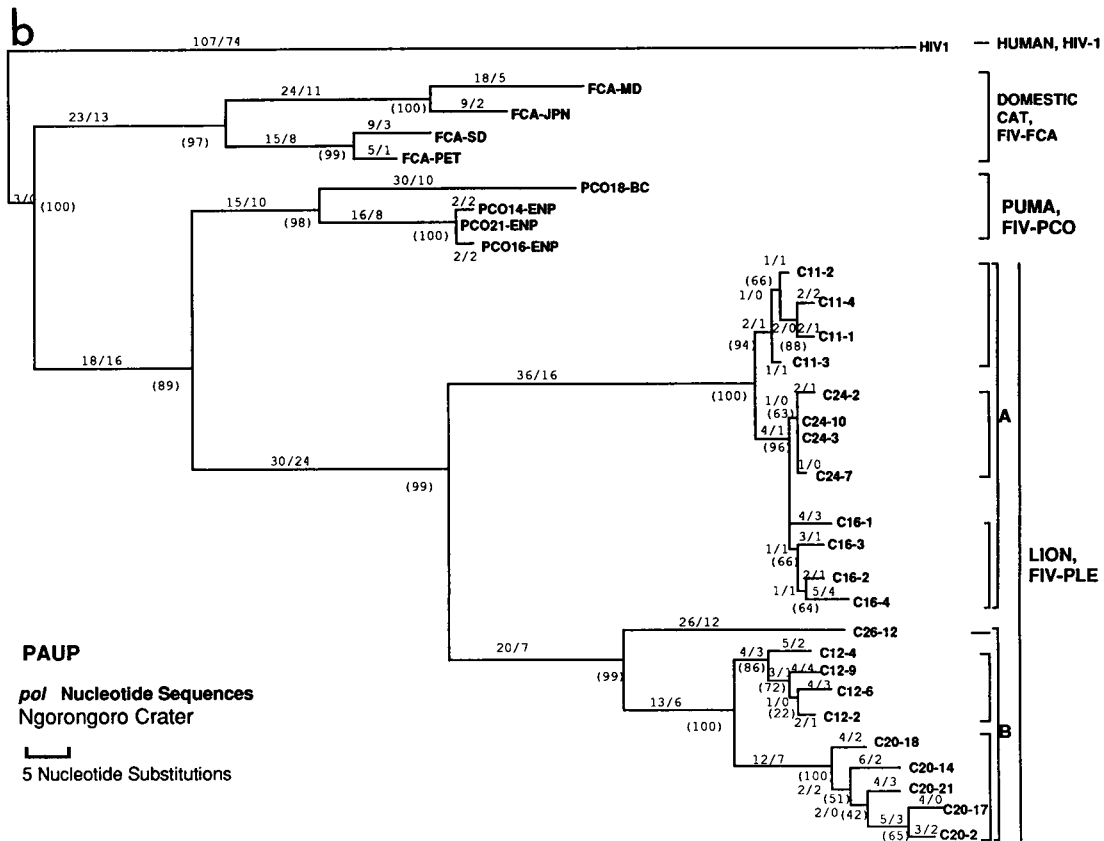 b
107/74
HIV1
HUMAN, HIV-1
18/5
FCA-MD
24/11
(100)
9/2
FCA-JPN
23/13
(97)
9/3
FCA-SD
15/8
(99)
5/1
FCA-PET
DOMESTIC
CAT,
FIV-FCA
3/0
(100)
30/10
PCO18-BC
15/10
(98)
2/2
PCO14-ENP
16/8
(100)
PCO21-ENP
PCO16-ENP
2/2
PUMA,
FIV-PCO
18/16
(89)
1/1
C11-2
(66)
1/0
2/2
C11-4
2/1
2/0
2/1
C11-1
(94)
(88)
C11-3
1/1
36/16
(100)
2/1
C24-2
1/0
(63)
C24-10
4/1
C24-3
(96)
1/0
C24-7
A
30/24
(99)
4/3
C16-1
3/1
C16-3
1/1
(66)
2/1
C16-2
1/1
5/4
C16-4
(64)
LION,
FIV-PLE
26/12
C26-12
20/7
(99)
5/2
C12-4
4/3
(86)
4/4
C12-9
3/1
(72)
4/3
C12-6
1/0
(22)
C12-2
2/1
13/6
(100)
B
4/2
C20-18
12/7
(100)
6/2
C20-14
2/2
(51)
4/3
C20-21
2/0
(42)
4/0
C20-17
5/3
(65)
3/2
C20-2
PAUP
pol Nucleotide Sequences
Ngorongoro Crater
5 Nucleotide Substitutions